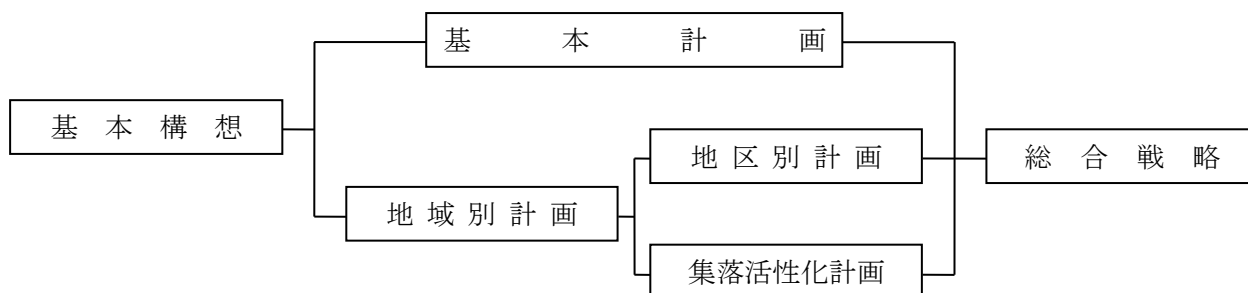 基本計画
基本構想
地区別計画
総合戦略
地域別計画
集落活性化計画